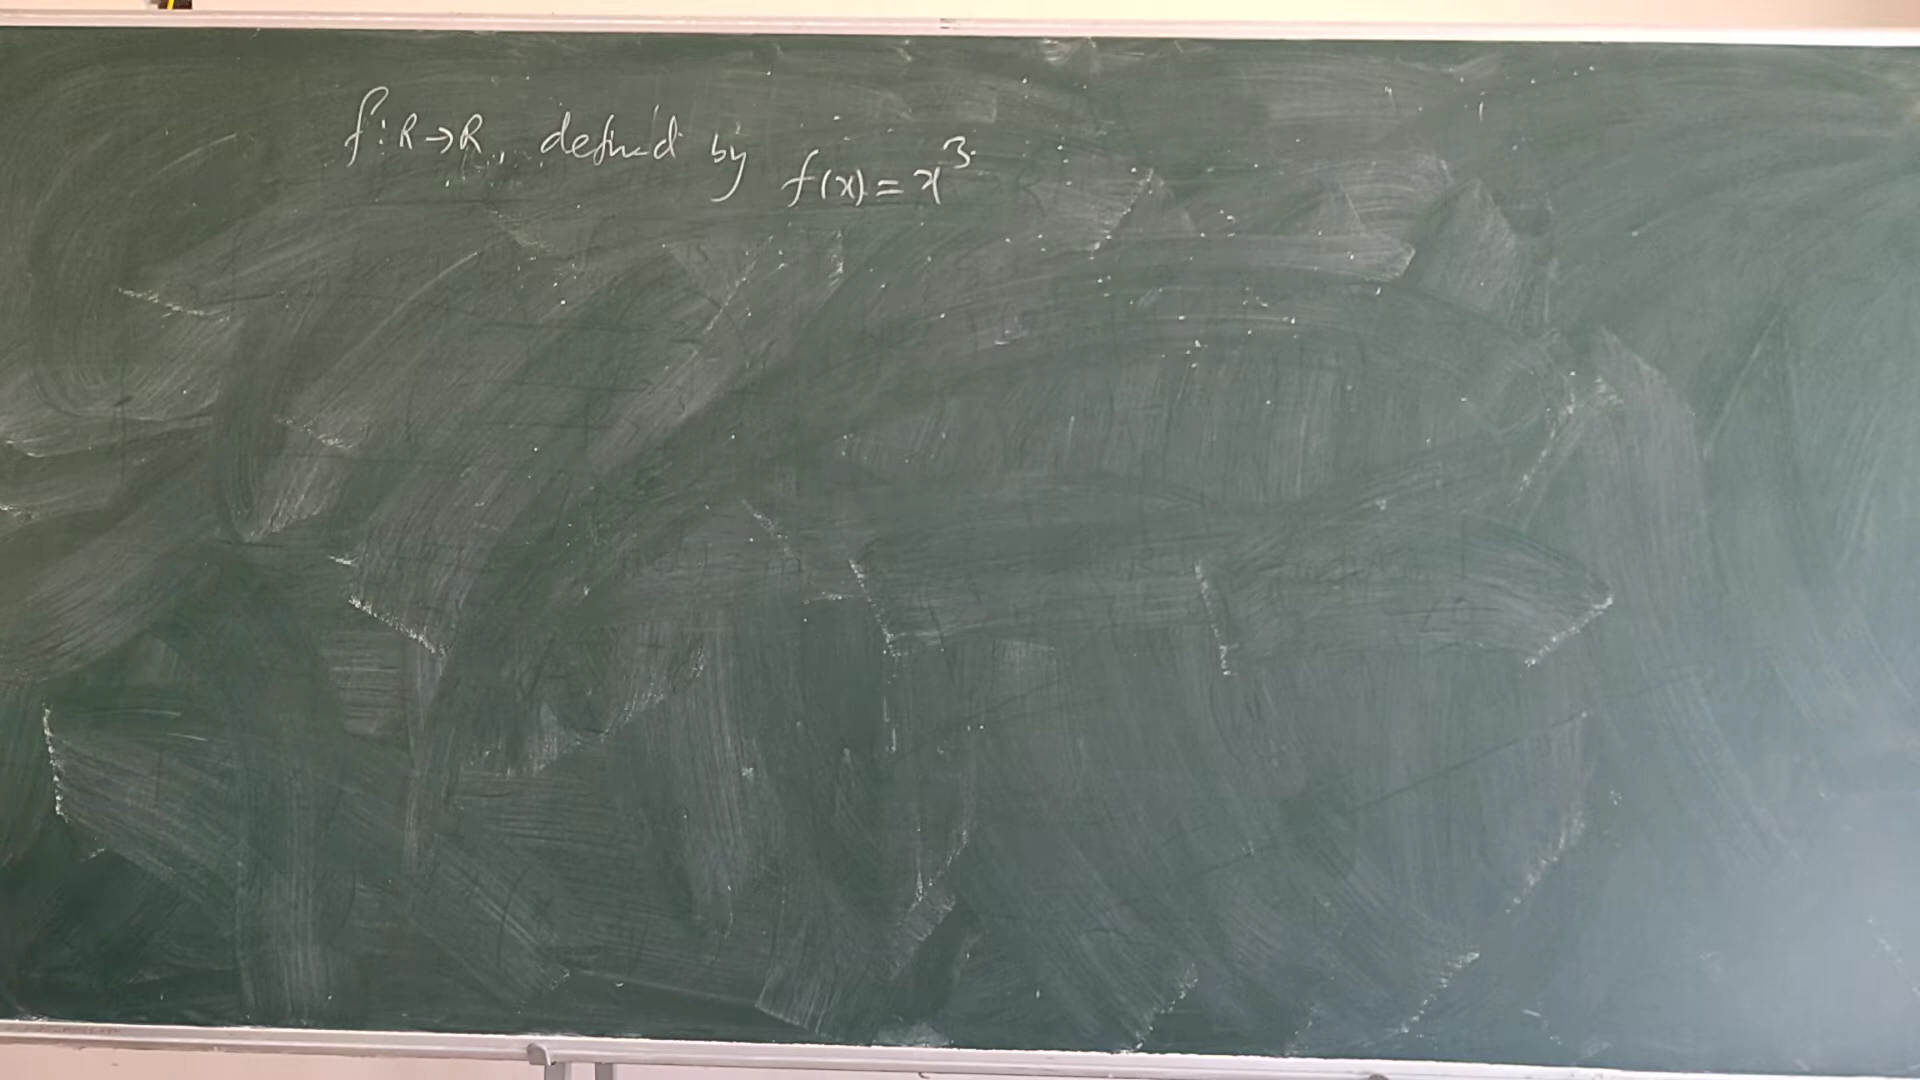 f: R→R, defined by f(x) = x³